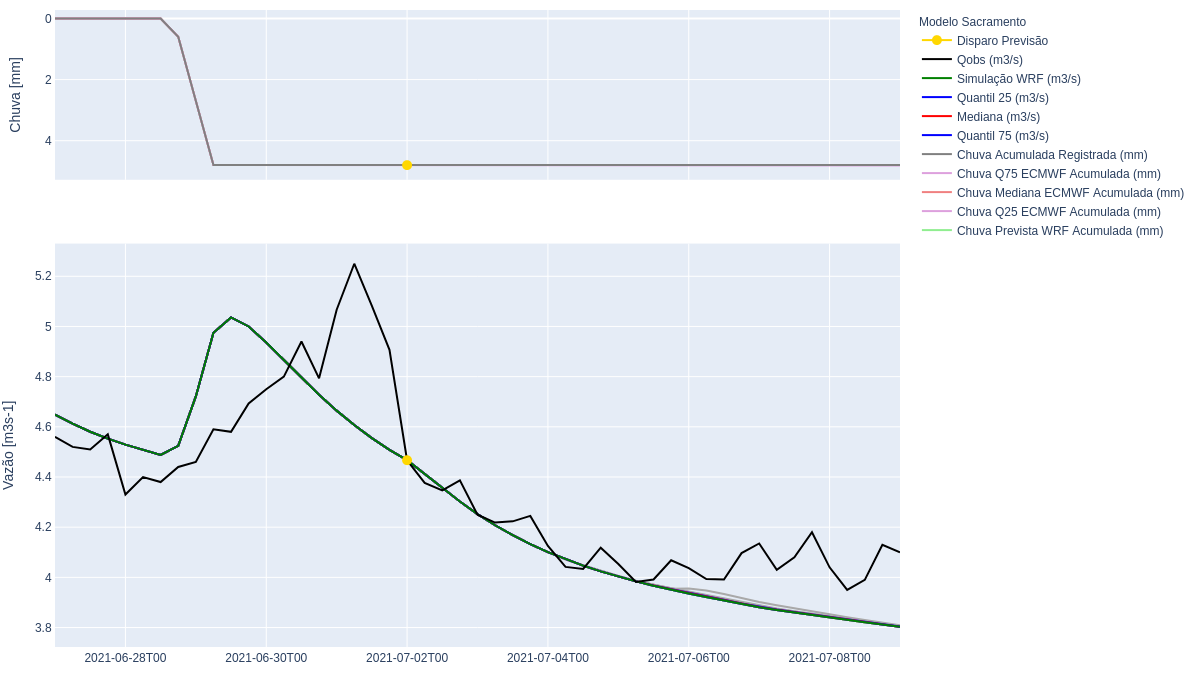 Chuva [mm]
0
2
4
Modelo Sacramento
Disparo Previsão
Qobs (m3/s)
Simulação WRF (m3/s)
Quantil 25 (m3/s)
Mediana (m3/s)
Quantil 75 (m3/s)
Chuva Acumulada Registrada (mm)
Chuva Q75 ECMWF Acumulada (mm)
Chuva Mediana ECMWF Acumulada (mm)
Chuva Q25 ECMWF Acumulada (mm)
Chuva Prevista WRF Acumulada (mm)
Vazão [m3s-1]
5.2
5
4.8
4.6
4.4
4.2
4
3.8
2021-06-28T00 2021-06-30T00 2021-07-02T00 2021-07-04T00 2021-07-06T00 2021-07-08T00